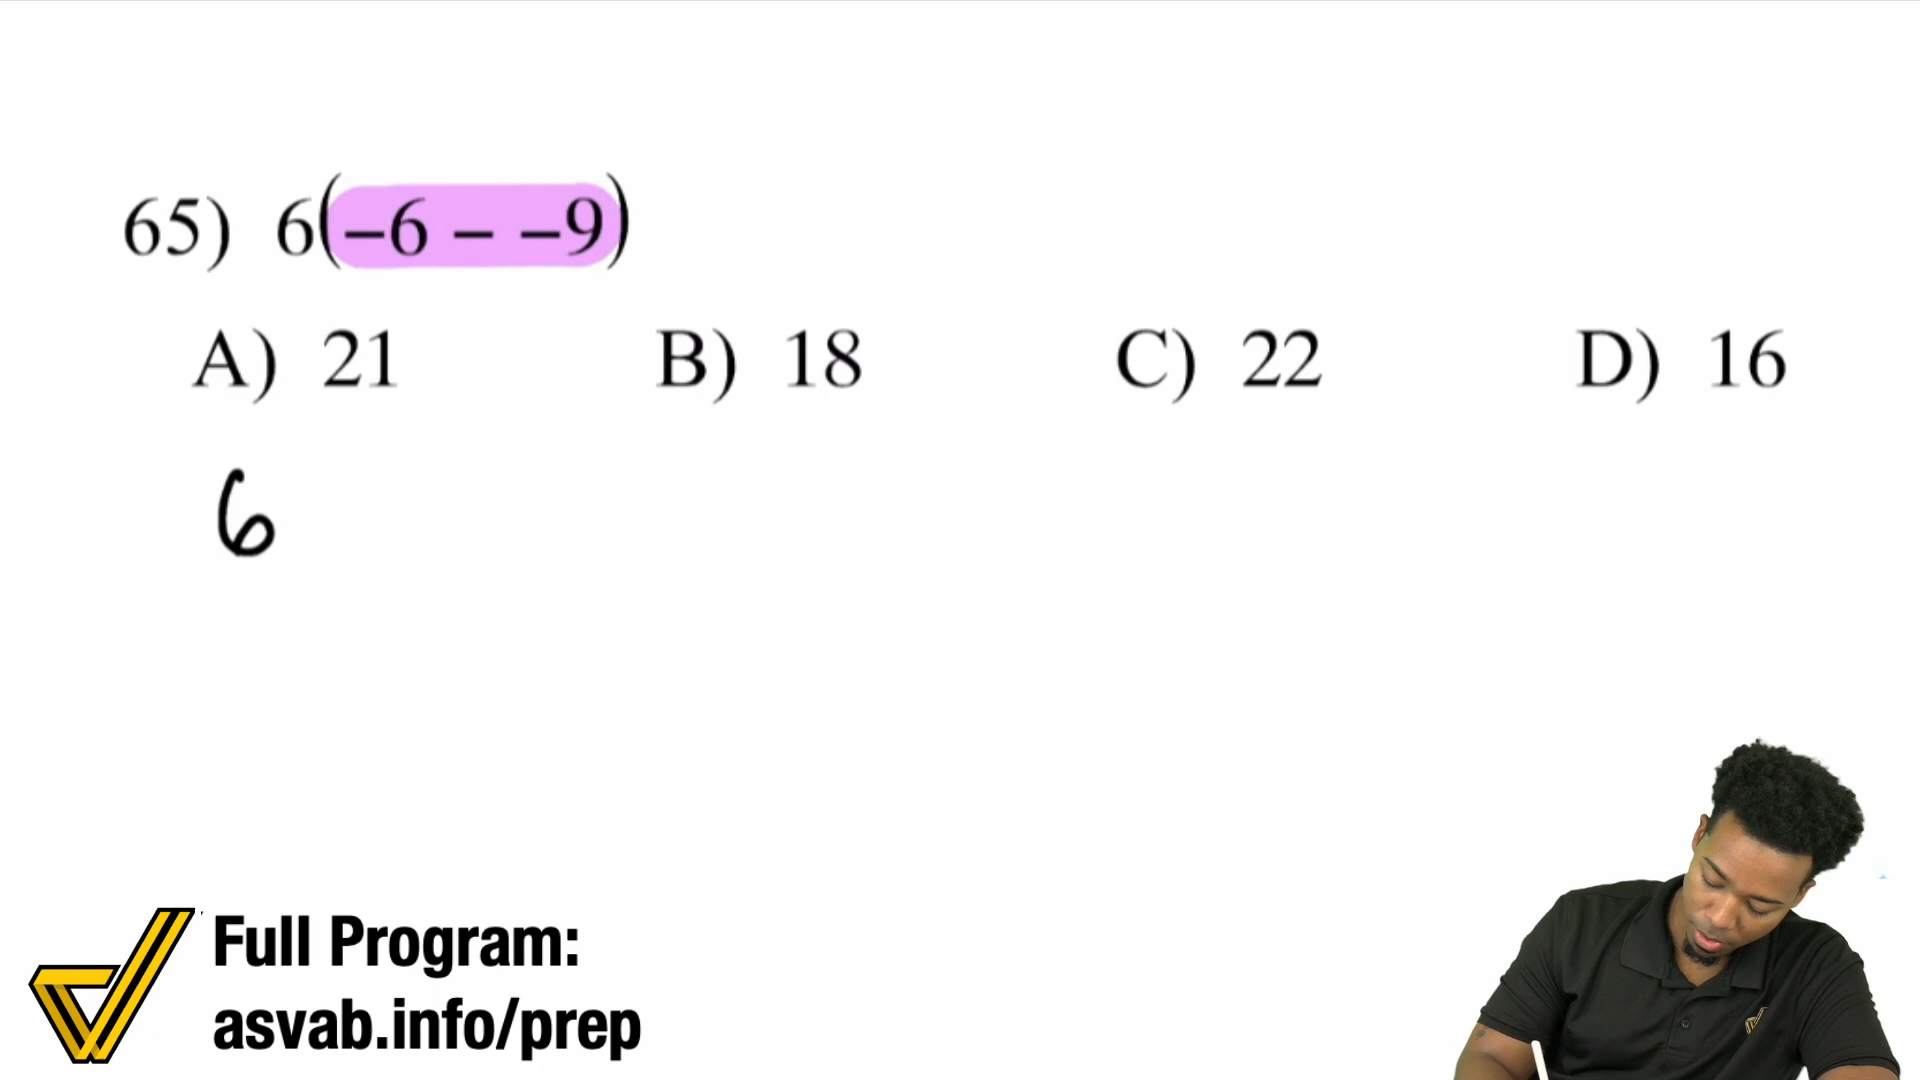 65) 6(−6 − −9)
A) 21 B) 18 C) 22 D) 16
6
Full Program:
asvab.info/prep